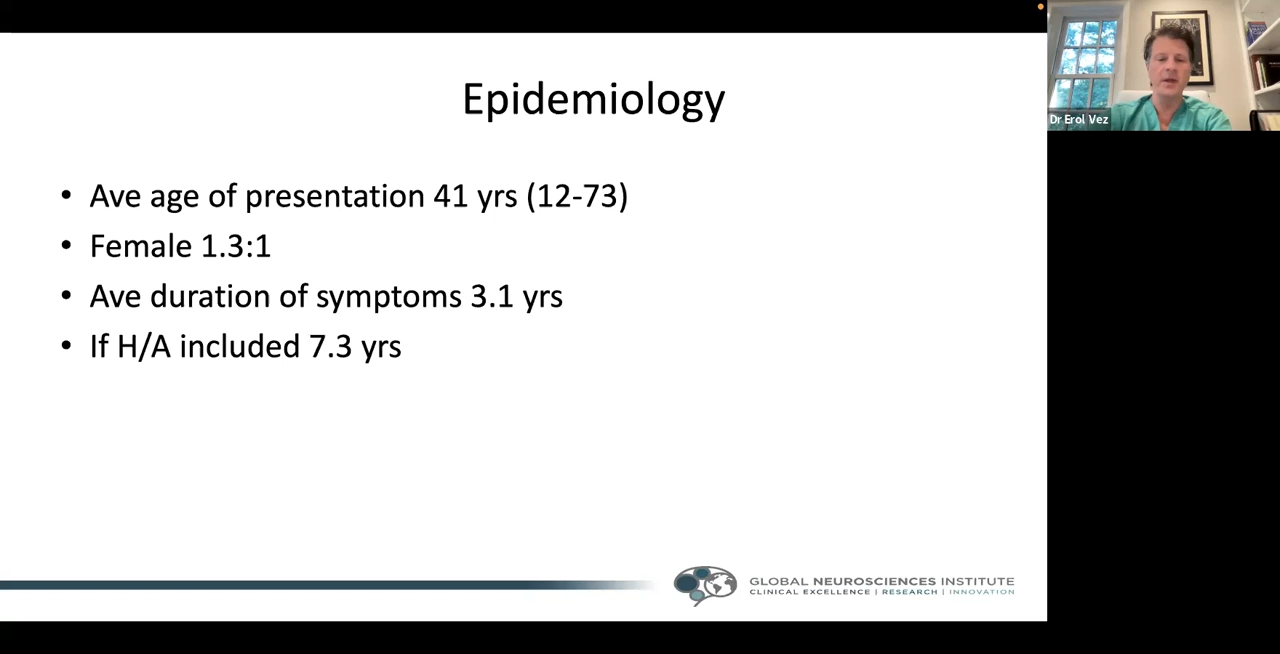 Epidemiology
• Ave age of presentation 41 yrs (12-73)
• Female 1.3:1
• Ave duration of symptoms 3.1 yrs
• If H/A included 7.3 yrs
GLOBAL NEUROSCIENCES INSTITUTE
CLINICAL EXCELLENCE | RESEARCH | INNOVATION
Dr Erol Vez